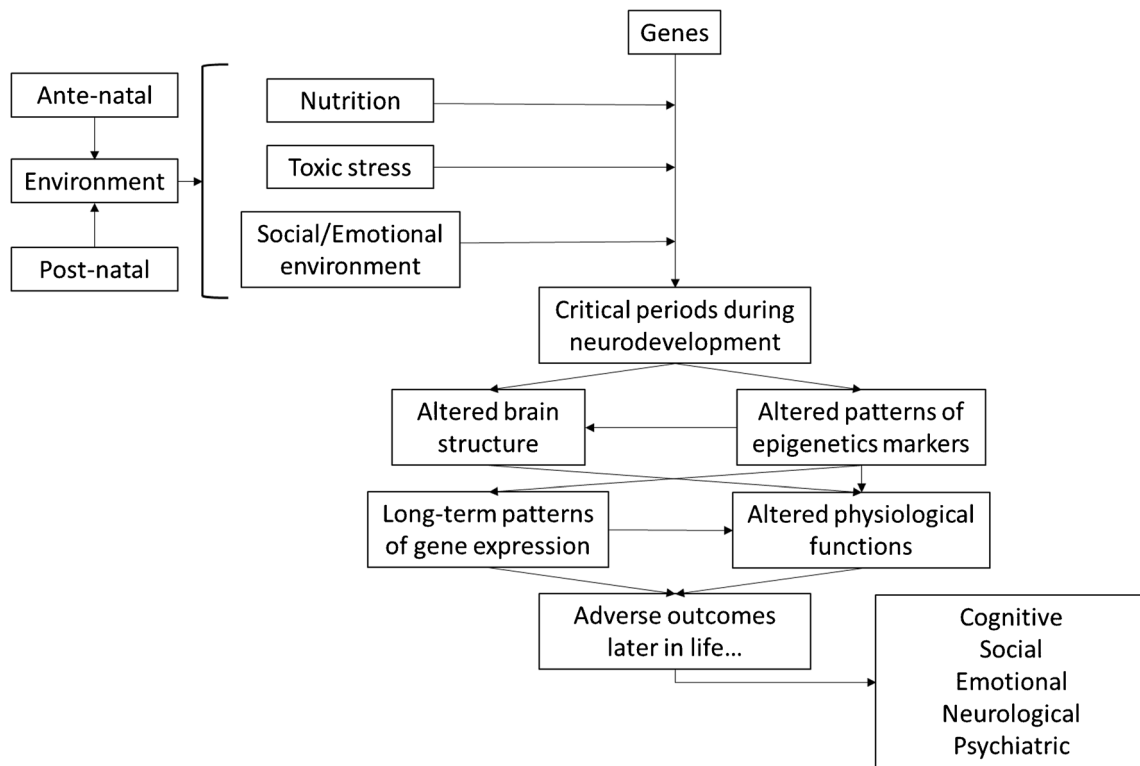 Genes
Ante-natal
Environment
Post-natal
Nutrition
Toxic stress
Social/Emotional
environment
Critical periods during
neurodevelopment
Altered brain
structure
Altered patterns of
epigenetics markers
Long-term patterns
of gene expression
Altered physiological
functions
Adverse outcomes
later in life...
Cognitive
Social
Emotional
Neurological
Psychiatric